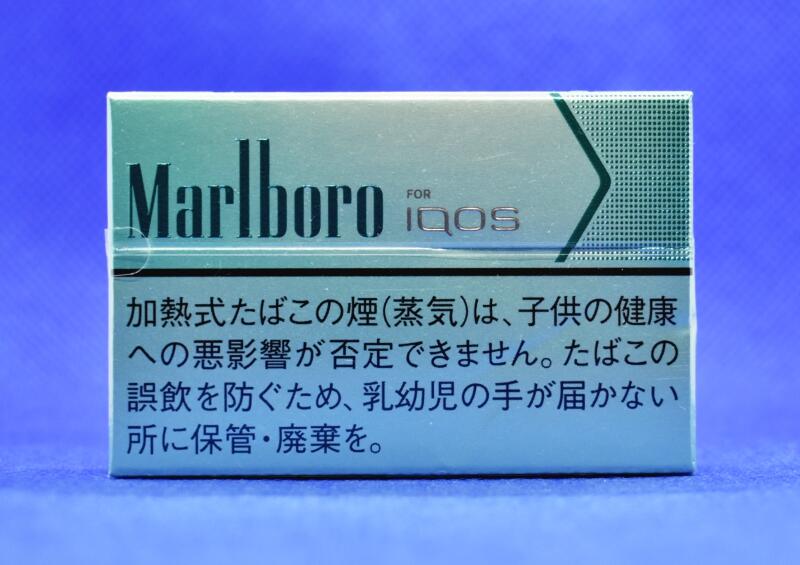 Marlboro FOR IQOS
加熱式たばこの煙(蒸気)は、子供の健康
への悪影響が否定できません。たばこの
誤飲を防ぐため、乳幼児の手が届かない
所に保管・廃棄を。